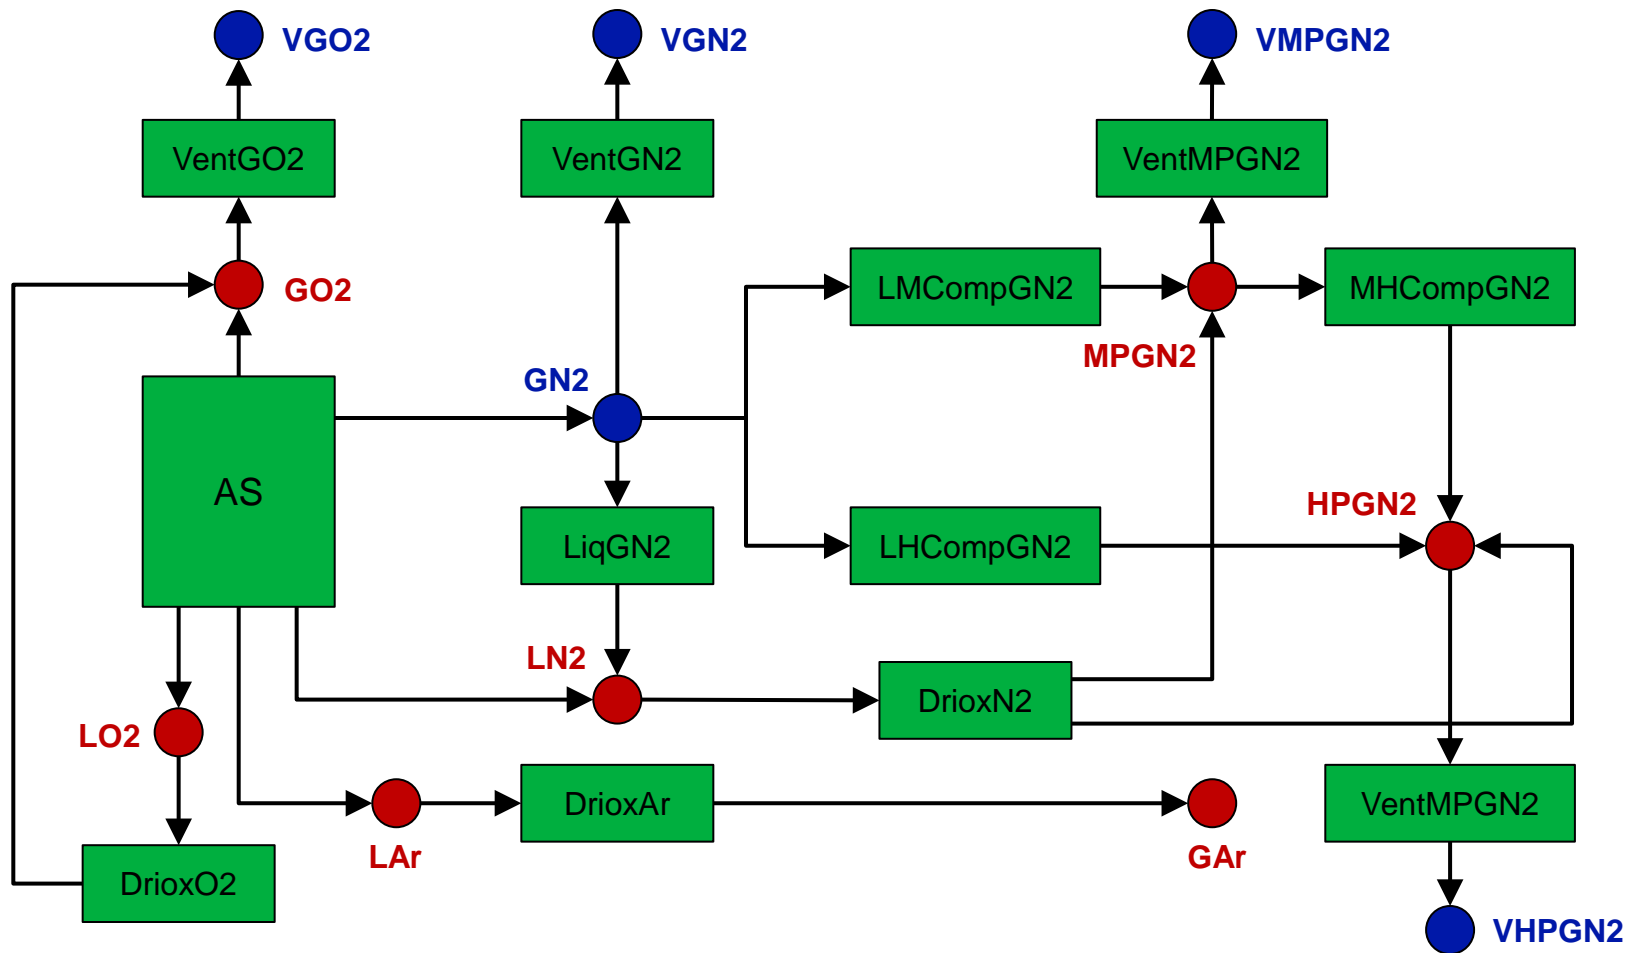 VGO2
VGN2
VMPGN2
VentGO2
VentGN2
VentMPGN2
GO2
LMCompGN2
MHCompGN2
MPGN2
GN2
AS
HPGN2
LiqGN2
LHCompGN2
LN2
DrioxN2
LO2
DrioxAr
VentMPGN2
LAr
GAr
DrioxO2
VHPGN2